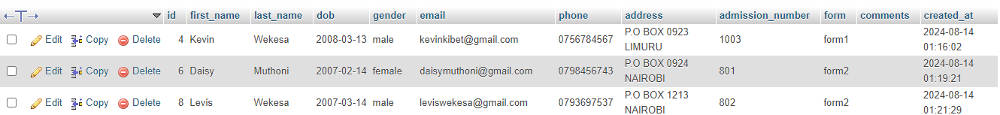 id first_name last_name dob gender email phone address admission_number form comments created_at
Edit Copy Delete 4 Kevin Wekesa 2008-03-13 male kevinkibet@gmail.com 0756784567 P.O BOX 0923 LIMURU 1003 form1 2024-08-14 01:16:02
Edit Copy Delete 6 Daisy Muthoni 2007-02-14 female daisymuthoni@gmail.com 0798456743 P.O BOX 0924 NAIROBI 801 form2 2024-08-14 01:19:21
Edit Copy Delete 8 Levis Wekesa 2007-03-14 male leviswekesa@gmail.com 0793697537 P.O BOX 1213 NAIROBI 802 form2 2024-08-14 01:21:29